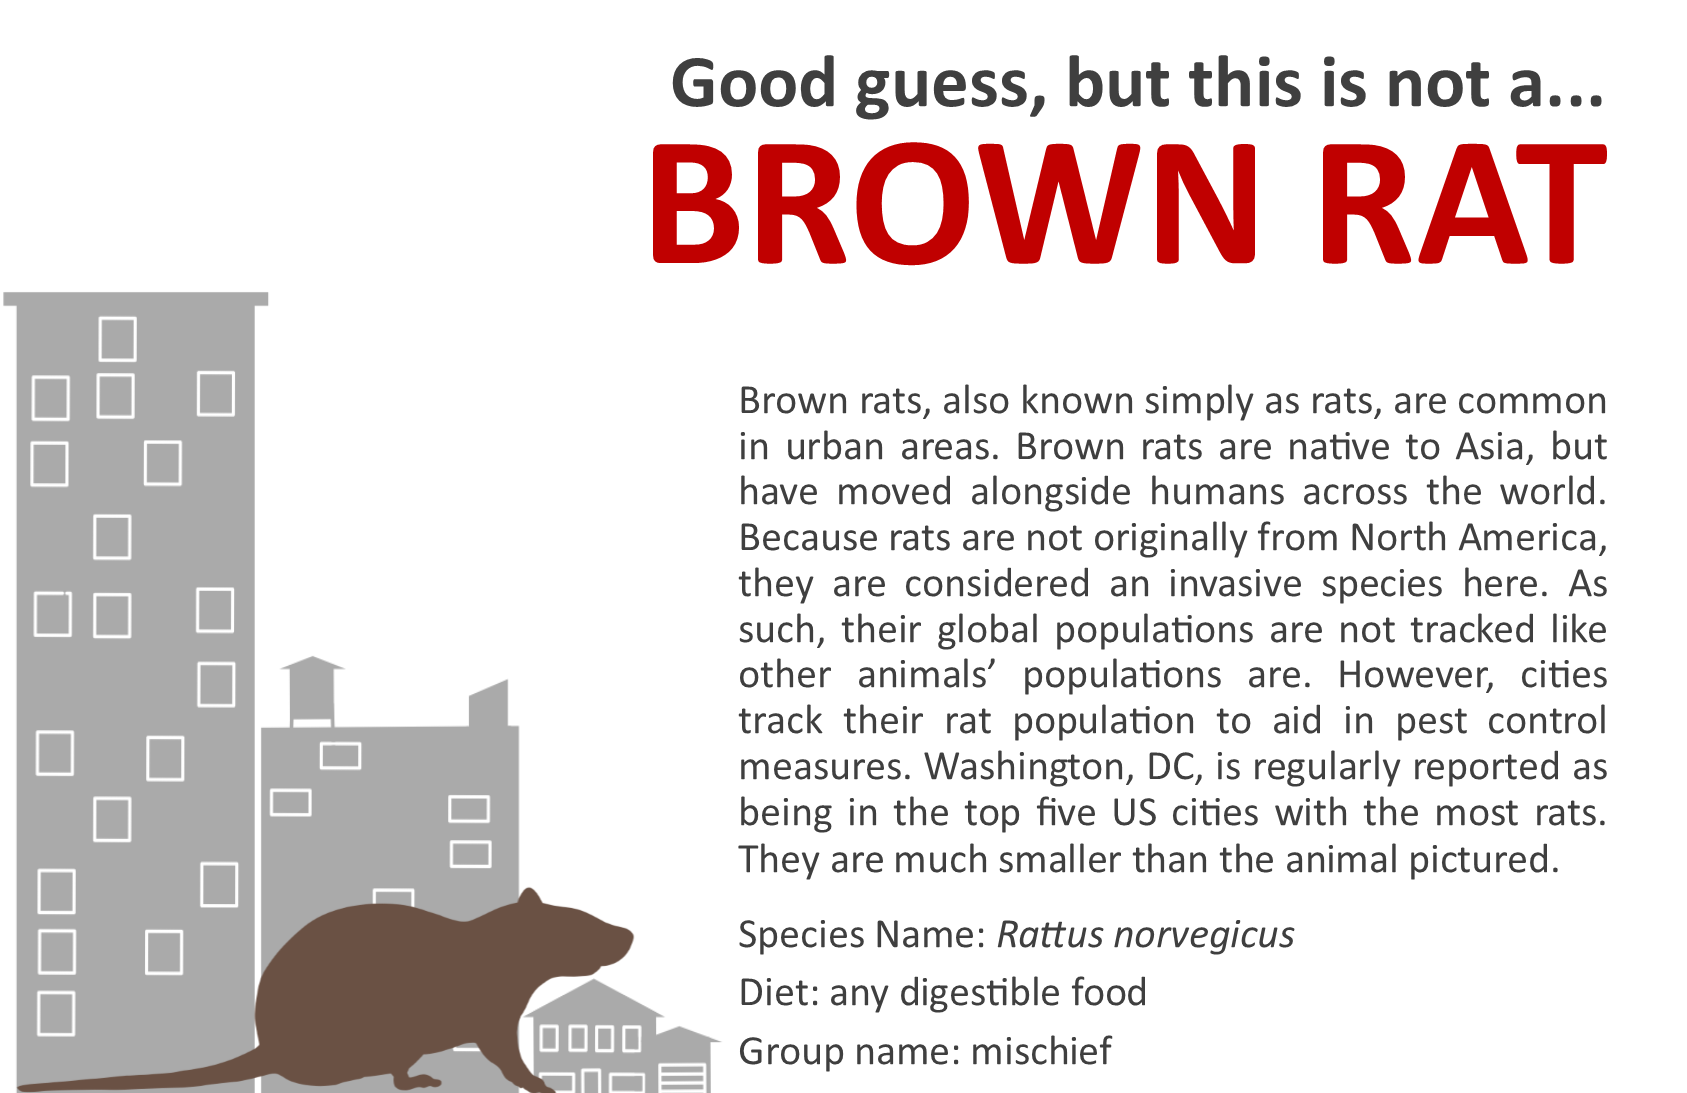 Good guess, but this is not a...
BROWN RAT
Brown rats, also known simply as rats, are common
in urban areas. Brown rats are native to Asia, but
have moved alongside humans across the world.
Because rats are not originally from North America,
they are considered an invasive species here. As
such, their global populations are not tracked like
other animals’ populations are. However, cities
track their rat population to aid in pest control
measures. Washington, DC, is regularly reported as
being in the top five US cities with the most rats.
They are much smaller than the animal pictured.
Species Name: Rattus norvegicus
Diet: any digestible food
Group name: mischief